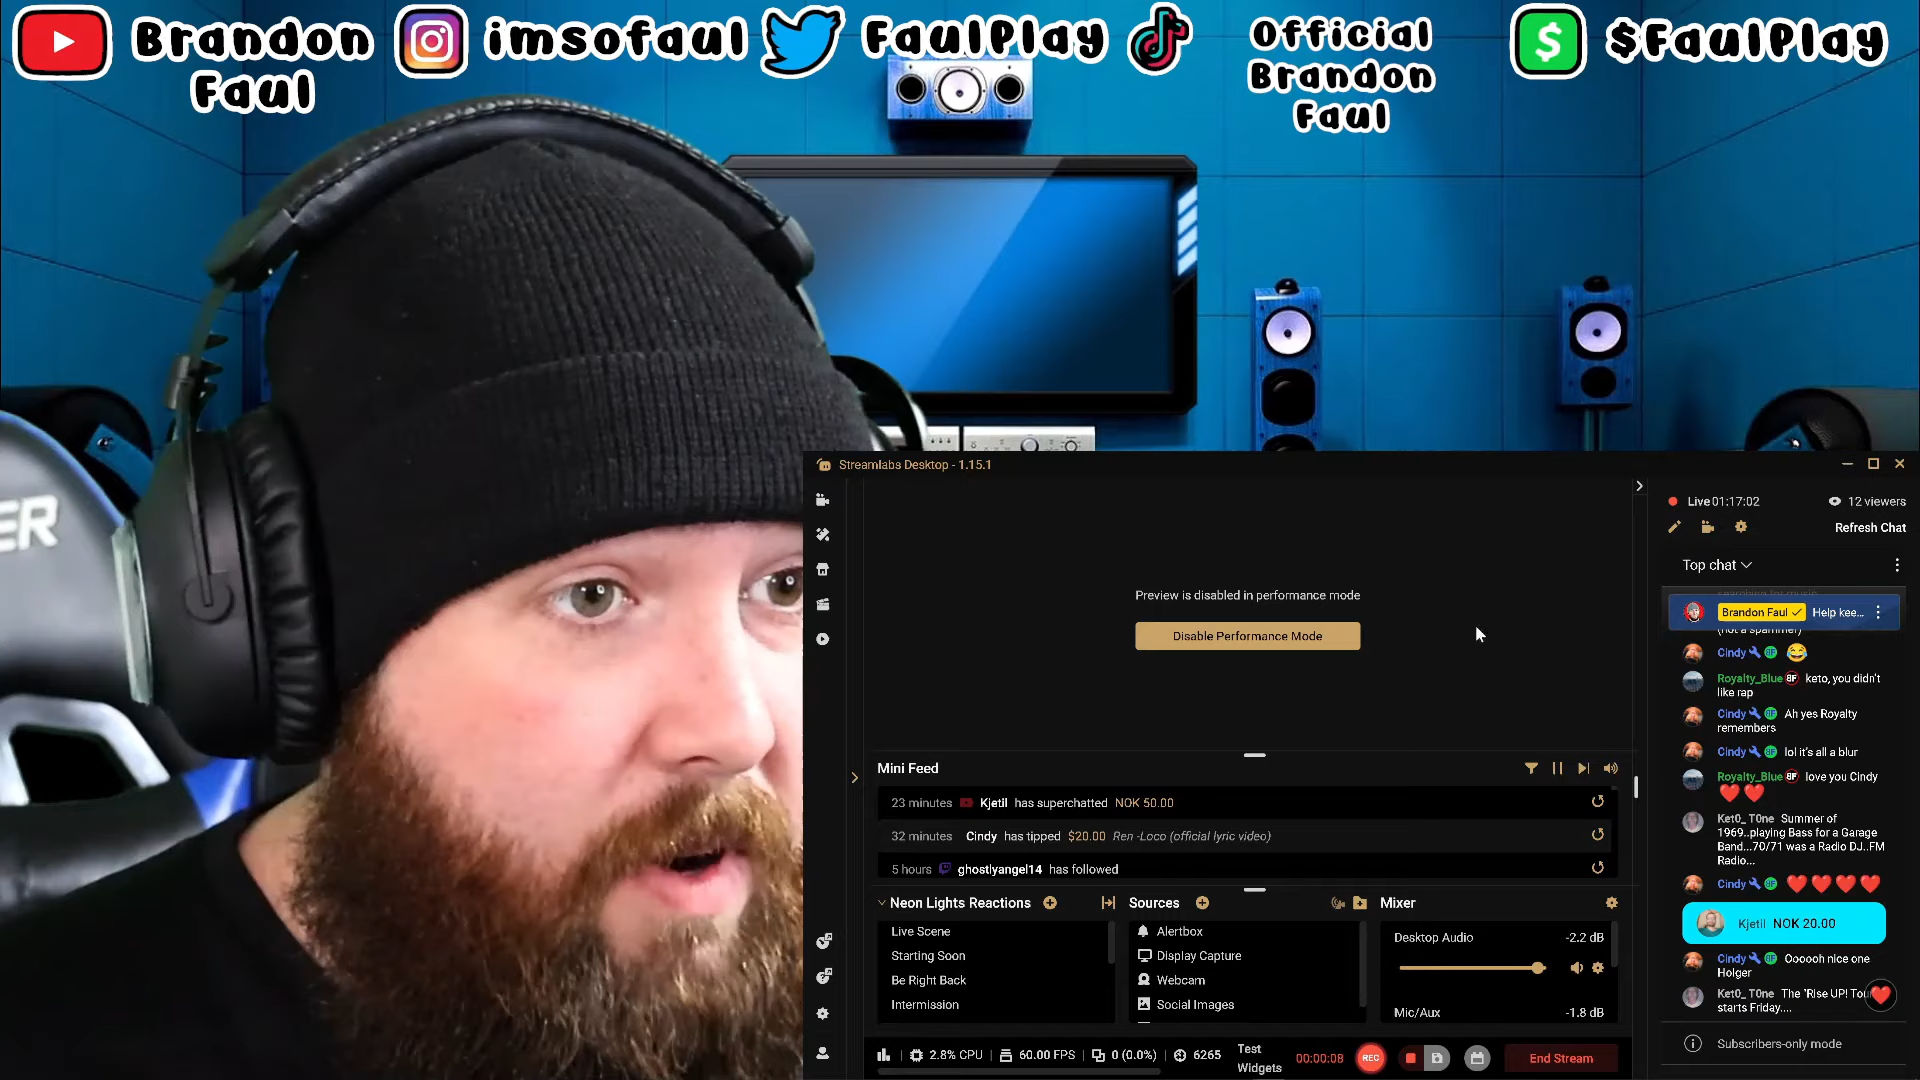 Brandon
Faul
imsofaul
FaulPlay
Official
Brandon
Faul
$FaulPlay
ER
Streamlabs Desktop - 1.15.1
Preview is disabled in performance mode
Disable Performance Mode
Mini Feed
23 minutes Kjetil has superchatted NOK 50.00
32 minutes Cindy has tipped $20.00 Ren -Loco (official lyric video)
5 hours ghostlyangel14 has followed
Neon Lights Reactions
Live Scene
Starting Soon
Be Right Back
Intermission
Sources
Alertbox
Display Capture
Webcam
Social Images
Mixer
Desktop Audio -2.2 dB
Mic/Aux -1.8 dB
2.8% CPU 60.00 FPS 0 (0.0%) 6265
Test
Widgets
00:00:08 REC
End Stream
Live 01:17:02 12 viewers
Refresh Chat
Top chat
Brandon Faul Help kee...
(not a spammer)
Cindy 😂
Royalty_Blue keto, you didn't
like rap
Cindy Ah yes Royalty
remembers
Cindy lol it's all a blur
Royalty_Blue love you Cindy
❤️❤️
Ket0_ T0ne Summer of
1969..playing Bass for a Garage
Band...70/71 was a Radio DJ..FM
Radio...
Cindy ❤️❤️❤️❤️
Kjetil NOK 20.00
Cindy Oooooh nice one
Holger
Ket0_ T0ne The "Rise UP! Tou
starts Friday....
Subscribers-only mode